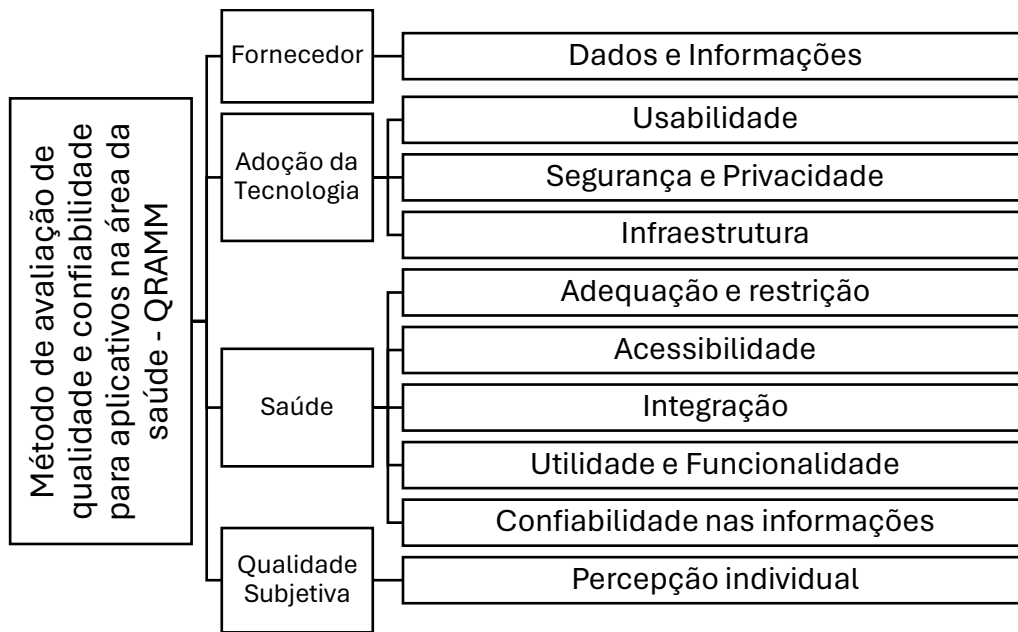 Método de avaliação de
qualidade e confiabilidade
para aplicativos na área da
saúde - QRAMM
Fornecedor
Dados e Informações
Adoção da
Tecnologia
Usabilidade
Segurança e Privacidade
Infraestrutura
Saúde
Adequação e restrição
Acessibilidade
Integração
Utilidade e Funcionalidade
Confiabilidade nas informações
Qualidade
Subjetiva
Percepção individual